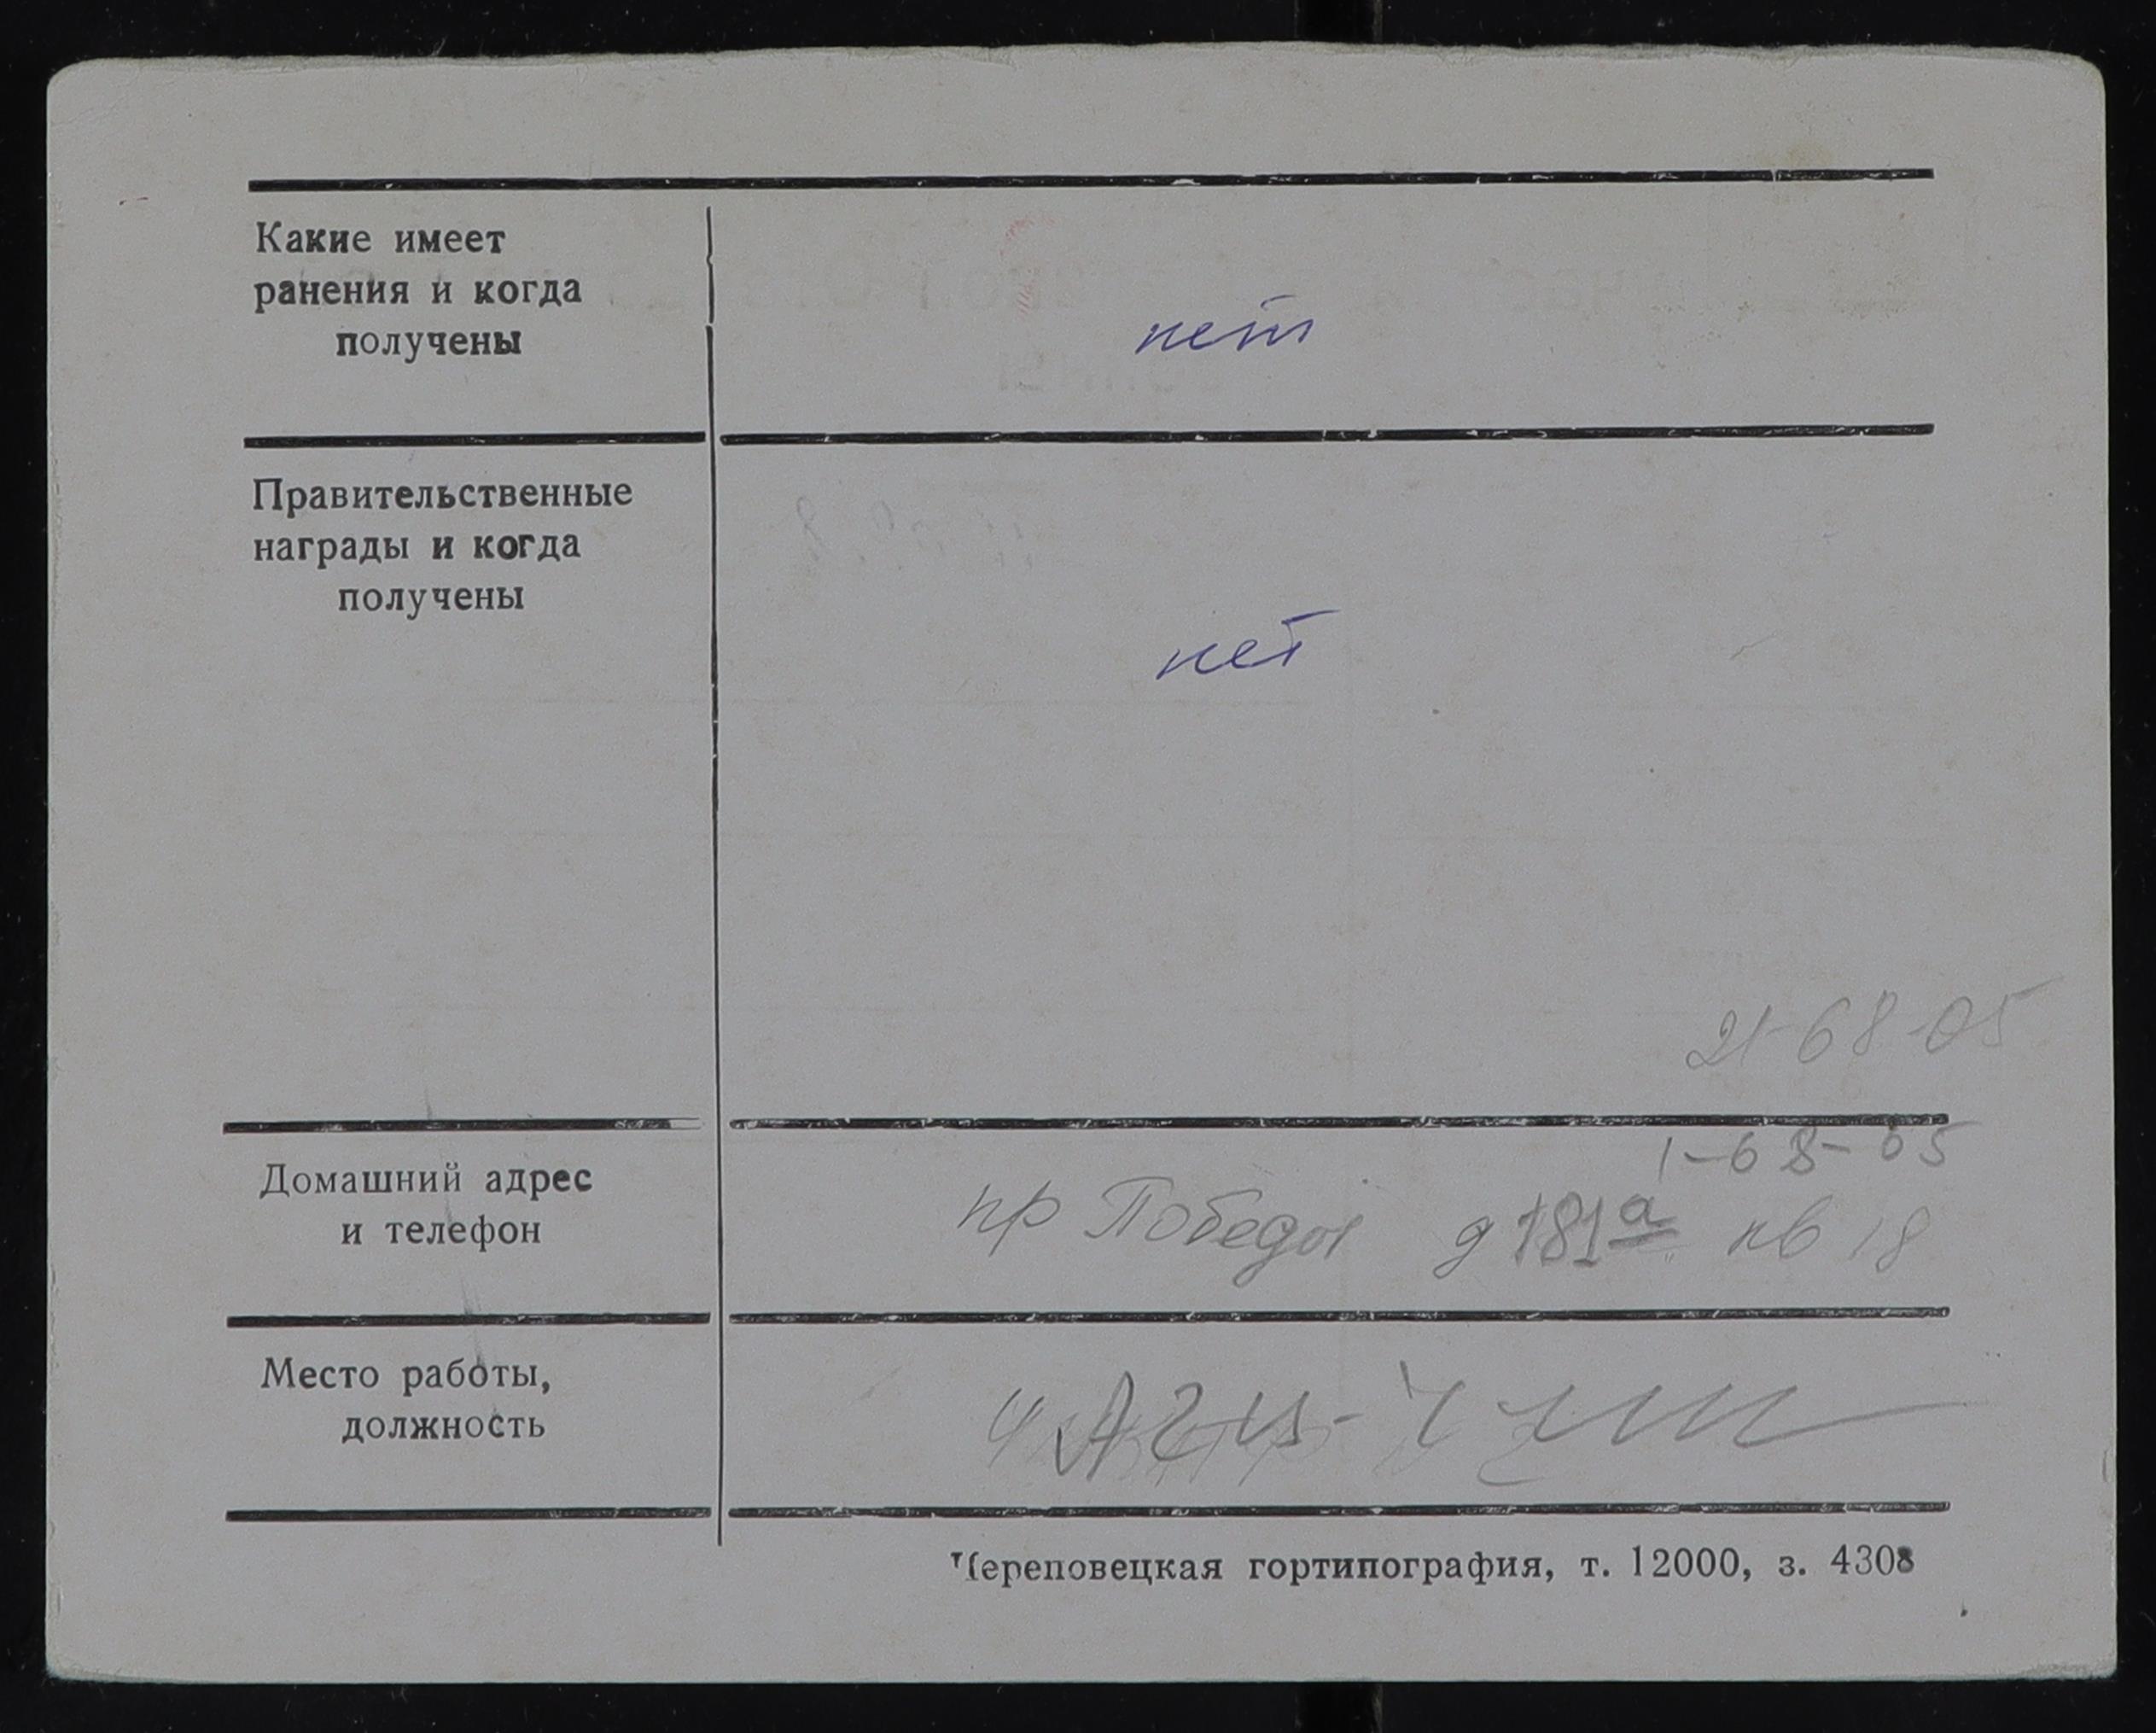 Какие имеет
ранения и когда
получены
нет
Правительственные
награды и когда
получены
нет
21-68-05
1-68-05
Домашний адрес
и телефон
пр Победы д 181а кв 18
Место работы,
должность
Череповецкая гортипография, т. 12000, з. 4308